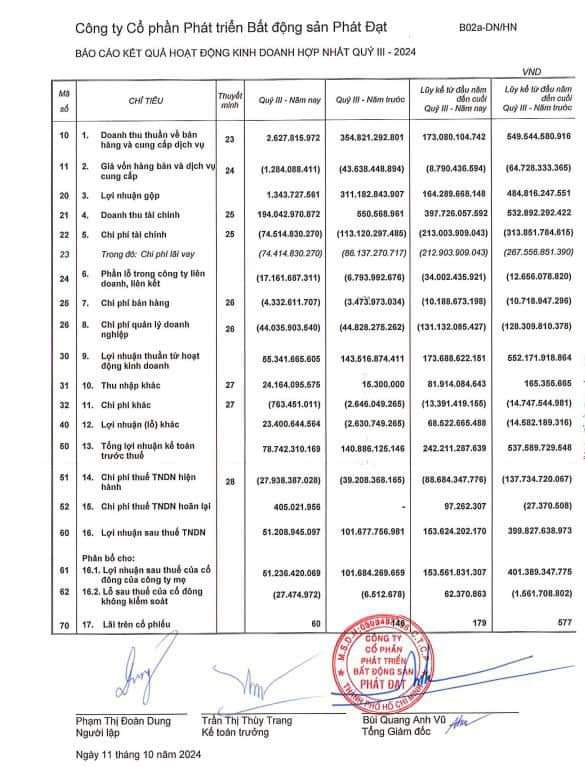 Công ty Cổ phần Phát triển Bất động sản Phát Đạt B02a-DN/HN
BÁO CÁO KẾT QUẢ HOẠT ĐỘNG KINH DOANH HỢP NHẤT QUÝ III - 2024
VND
Mã số CHỈ TIÊU Thuyết minh Quý III - Năm nay Quý III - Năm trước Lũy kế từ đầu năm đến cuối Quý III - Năm nay Lũy kế từ đầu năm đến cuối Quý III - Năm trước
10 1. Doanh thu thuần về bán hàng và cung cấp dịch vụ 23 2.627.815.972 354.821.292.801 173.080.104.742 549.544.580.916
11 2. Giá vốn hàng bán và dịch vụ cung cấp 24 (1.284.088.411) (43.638.448.894) (8.790.436.594) (64.728.333.365)
20 3. Lợi nhuận gộp 1.343.727.561 311.182.843.907 164.289.668.148 484.816.247.551
21 4. Doanh thu tài chính 25 194.042.970.872 550.568.961 397.726.057.592 532.892.292.422
22 5. Chi phí tài chính 25 (74.514.830.270) (113.120.297.485) (213.003.909.043) (313.851.784.615)
23 Trong đó: Chi phí lãi vay (74.414.830.270) (86.137.270.717) (212.903.909.043) (267.556.851.390)
24 6. Phần lỗ trong công ty liên doanh, liên kết (17.161.687.311) (6.793.992.676) (34.002.435.921) (12.656.078.820)
25 7. Chi phí bán hàng 26 (4.332.611.707) (3.473.973.034) (10.188.673.198) (10.718.947.296)
26 8. Chi phí quản lý doanh nghiệp 26 (44.035.903.540) (44.828.275.262) (131.132.085.427) (128.309.810.378)
30 9. Lợi nhuận thuần từ hoạt động kinh doanh 55.341.665.605 143.516.874.411 173.688.622.151 552.171.918.864
31 10. Thu nhập khác 27 24.164.095.575 15.300.000 81.914.084.643 165.355.665
32 11. Chi phí khác 27 (763.451.011) (2.646.049.265) (13.391.419.155) (14.747.544.981)
40 12. Lợi nhuận (lỗ) khác 23.400.644.564 (2.630.749.265) 68.522.665.488 (14.582.189.316)
50 13. Tổng lợi nhuận kế toán trước thuế 78.742.310.169 140.886.125.146 242.211.287.639 537.589.729.548
51 14. Chi phí thuế TNDN hiện hành 28 (27.938.387.028) (39.208.368.165) (88.684.347.776) (137.734.720.067)
52 15. Chi phí thuế TNDN hoãn lại 405.021.956 - 97.262.307 (27.370.508)
60 16. Lợi nhuận sau thuế TNDN 51.208.945.097 101.677.756.981 153.624.202.170 399.827.638.973
Phân bổ cho:
61 16.1. Lợi nhuận sau thuế của cổ đông của công ty mẹ 51.236.420.069 101.684.269.659 153.561.831.307 401.389.347.775
62 16.2. Lỗ sau thuế của cổ đông không kiểm soát (27.474.972) (6.512.678) 62.370.863 (1.561.708.802)
70 17. Lãi trên cổ phiếu 60 146 179 577
CÔNG TY
CỔ PHẦN
PHÁT TRIỂN
BẤT ĐỘNG SẢN
PHÁT ĐẠT
THÀNH PHỐ HỒ CHÍ MINH
Phạm Thị Đoàn Dung Trần Thị Thùy Trang Bùi Quang Anh Vũ
Người lập Kế toán trưởng Tổng Giám đốc
Ngày 11 tháng 10 năm 2024